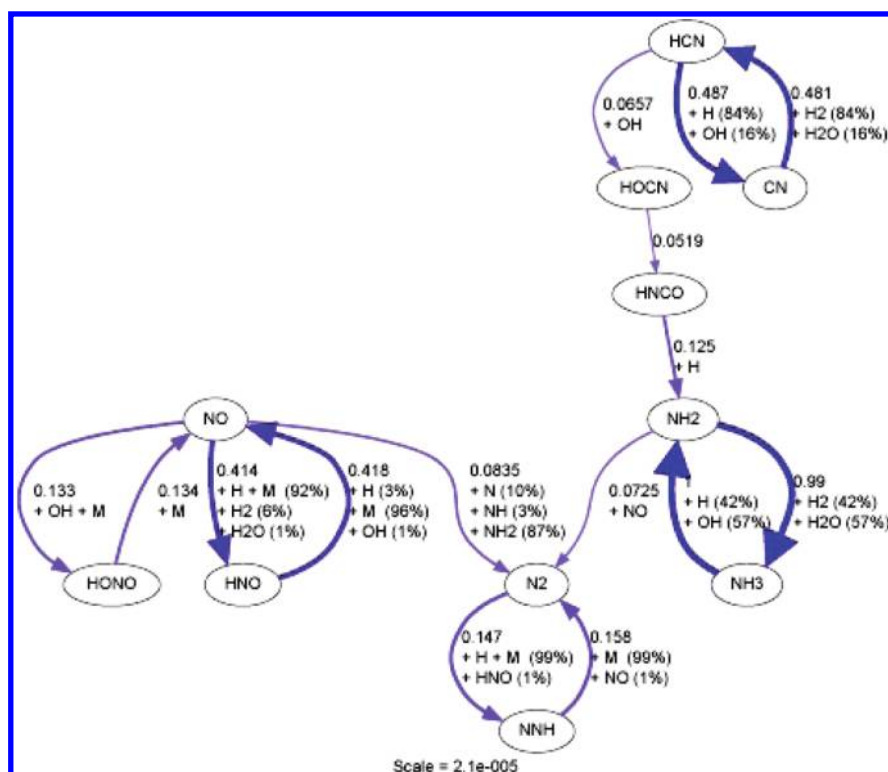 HCN
0.0657
+ OH
0.487
+ H (84%)
+ OH (16%)
0.481
+ H2 (84%)
+ H2O (16%)
HOCN
CN
0.0519
HNCO
0.125
+ H
NO
NH2
0.133
+ OH + M
0.134
+ M
0.414
+ H + M (92%)
+ H2 (6%)
+ H2O (1%)
0.418
+ H (3%)
+ M (96%)
+ OH (1%)
0.0835
+ N (10%)
+ NH (3%)
+ NH2 (87%)
0.0725
+ NO
1
+ H (42%)
+ OH (57%)
0.99
+ H2 (42%)
+ H2O (57%)
HONO
HNO
N2
NH3
0.147
+ H + M (99%)
+ HNO (1%)
0.158
+ M (99%)
+ NO (1%)
NNH
Scale = 2.1e-005